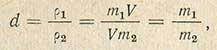 d = ρ₁/ρ₂ = m₁V/Vm₂ = m₁/m₂,